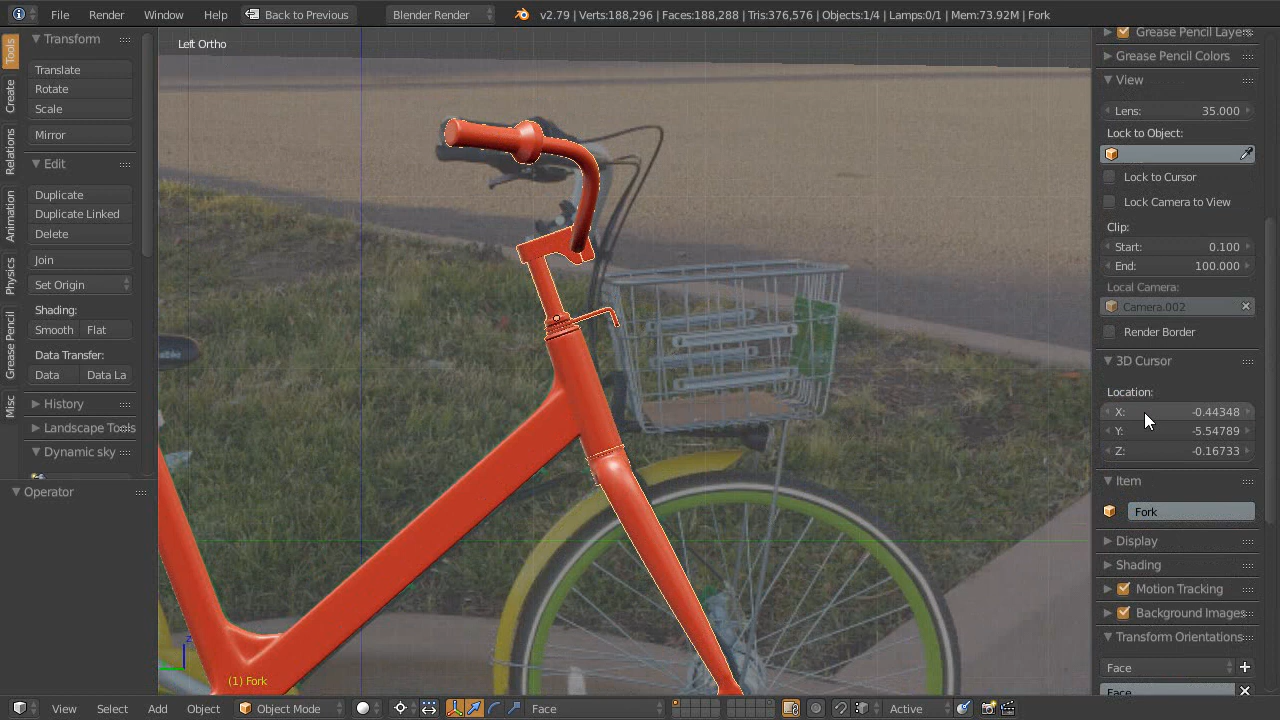 File Render Window Help Back to Previous Blender Render v2.79 | Verts:188,296 | Faces:188,288 | Tris:376,576 | Objects:1/4 | Lamps:0/1 | Mem:73.92M | Fork
Tools
Create
Relations
Animation
Physics
Grease Pencil
Misc
Transform
Translate
Rotate
Scale
Mirror
Edit
Duplicate
Duplicate Linked
Delete
Join
Set Origin
Shading:
Smooth Flat
Data Transfer:
Data Data La
History
Landscape Tools
Dynamic sky
Operator
Left Ortho
z
(1) Fork
Grease Pencil Layers
Grease Pencil Colors
View
Lens: 35.000
Lock to Object:
Lock to Cursor
Lock Camera to View
Clip:
Start: 0.100
End: 100.000
Local Camera:
Camera.002
Render Border
3D Cursor
Location:
X: -0.44348
Y: -5.54789
Z: -0.16733
Item
Fork
Display
Shading
Motion Tracking
Background Images
Transform Orientations
Face
Face
View Select Add Object Object Mode Face Active